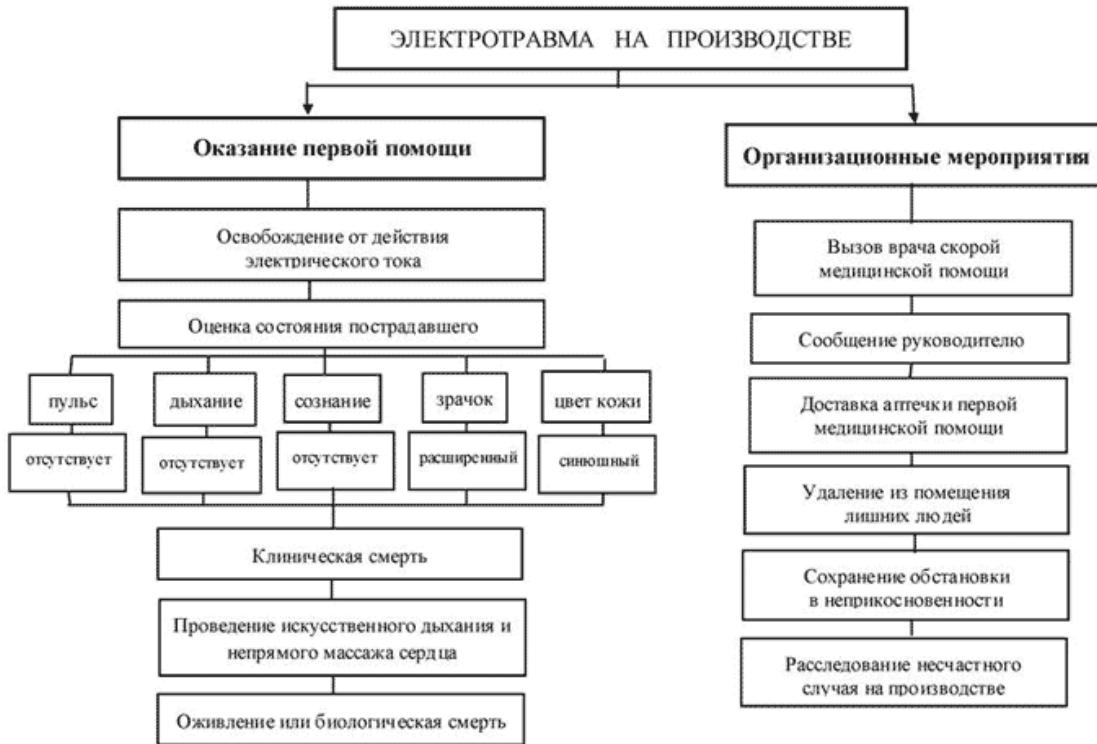 ЭЛЕКТРОТРАВМА НА ПРОИЗВОДСТВЕ
Оказание первой помощи
Освобождение от действия
электрического тока
Оценка состояния пострадавшего
пульс
дыхание
сознание
зрачок
цвет кожи
отсутствует
отсутствует
отсутствует
расширенный
синюшный
Клиническая смерть
Проведение искусственного дыхания и
непрямого массажа сердца
Оживление или биологическая смерть
Организационные мероприятия
Вызов врача скорой
медицинской помощи
Сообщение руководителю
Доставка аптечки первой
медицинской помощи
Удаление из помещения
лишних людей
Сохранение обстановки
в неприкосновенности
Расследование несчастного
случая на производстве